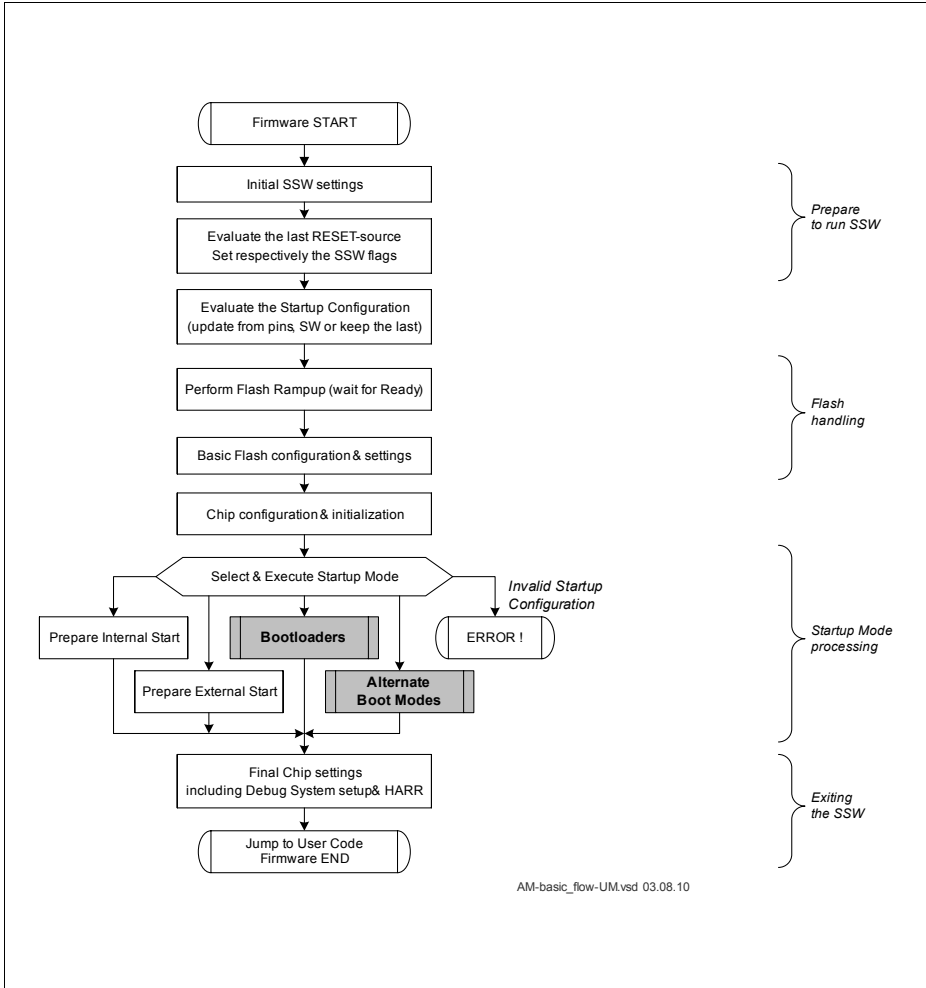 Firmware START
Initial SSW settings
Prepare
to run SSW
Evaluate the last RESET-source
Set respectively the SSW flags
Evaluate the Startup Configuration
(update from pins, SW or keep the last)
Perform Flash Rampup (wait for Ready)
Flash
handling
Basic Flash configuration & settings
Chip configuration & initialization
Select & Execute Startup Mode
Invalid Startup
Configuration
Prepare Internal Start
Bootloaders
ERROR !
Startup Mode
processing
Prepare External Start
Alternate
Boot Modes
Final Chip settings
including Debug System setup& HARR
Exiting
the SSW
Jump to User Code
Firmware END
AM-basic_flow-UM.vsd 03.08.10